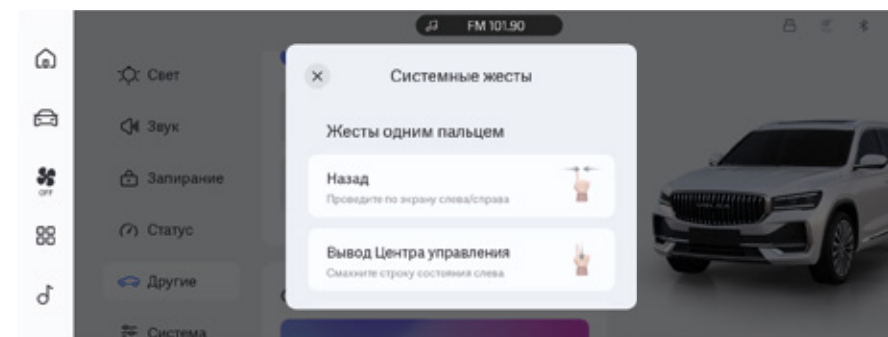 FM 101.90
Свет
Звук
Запирание
Статус
Другие
Система
OFF
Системные жесты
Жесты одним пальцем
Назад
Проведите по экрану слева/справа
Вывод Центра управления
Смахните строку состояния слева